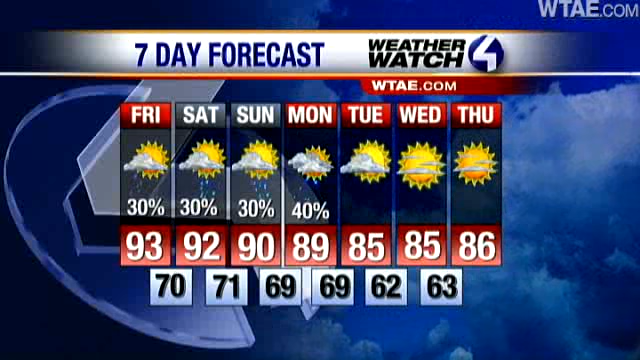 WTAE.COM
7 DAY FORECAST WEATHER WATCH 4
WTAE.COM
FRI SAT SUN MON TUE WED THU
30% 30% 30% 40%
93 92 90 89 85 85 86
70 71 69 69 62 63